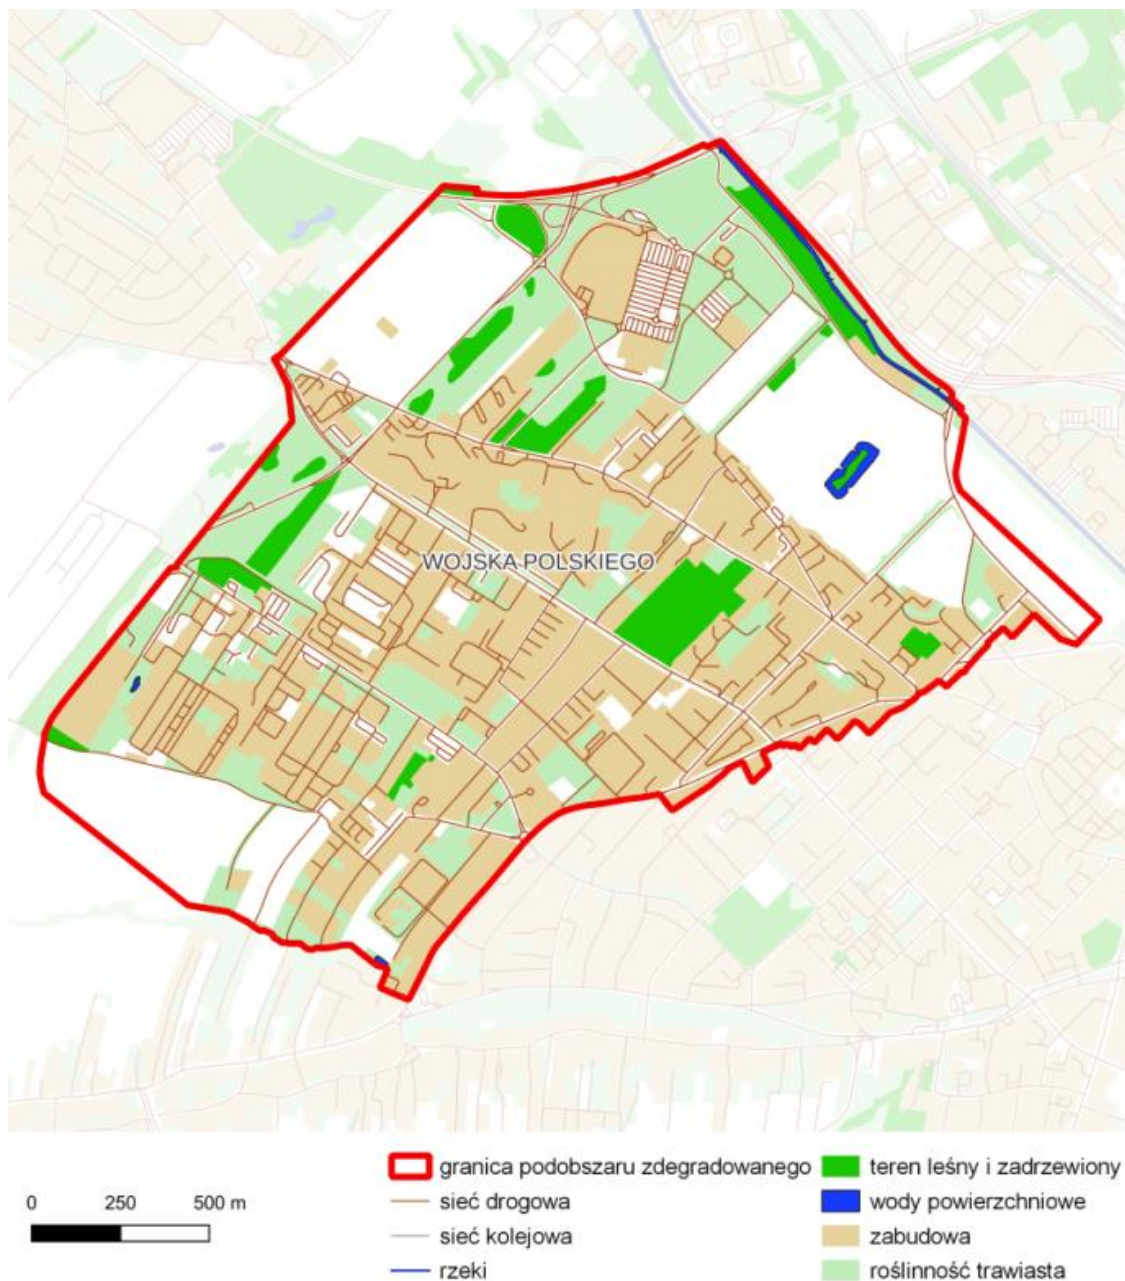 WOJSKA POLSKIEGO
granica podobszaru zdegradowanego
teren leśny i zadrzewiony
0 250 500 m
sieć drogowa
wody powierzchniowe
sieć kolejowa
zabudowa
rzeki
roślinność trawiasta